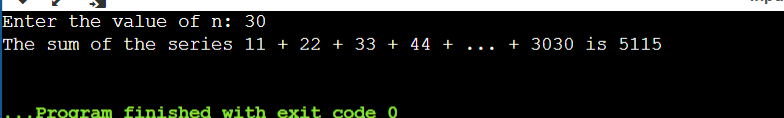 Enter the value of n: 30
The sum of the series 11 + 22 + 33 + 44 + ... + 3030 is 5115
...Program finished with exit code 0